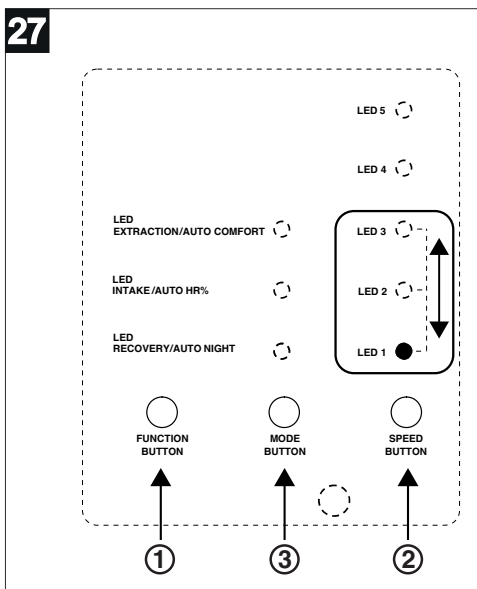 27
LED 5
LED 4
LED
EXTRACTION/AUTO COMFORT
LED 3
LED
INTAKE/AUTO HR%
LED 2
LED
RECOVERY/AUTO NIGHT
LED 1
FUNCTION
BUTTON
MODE
BUTTON
SPEED
BUTTON
1
3
2